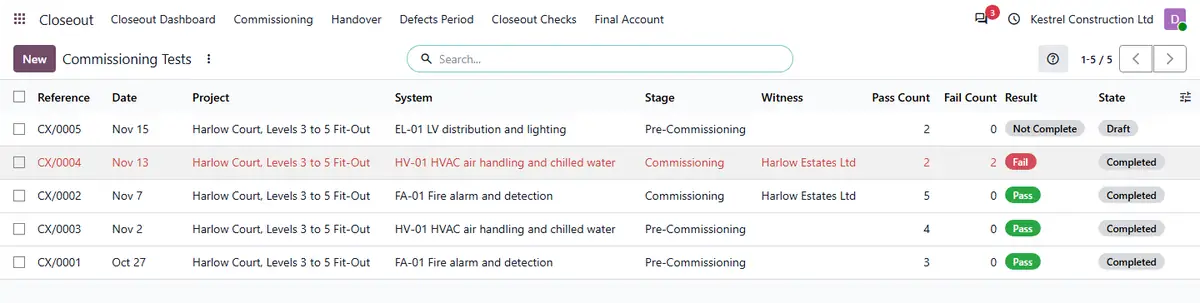 Closeout Closeout Dashboard Commissioning Handover Defects Period Closeout Checks Final Account 3 Kestrel Construction Ltd D
New Commissioning Tests Search... 1-5 / 5
Reference Date Project System Stage Witness Pass Count Fail Count Result State
CX/0005 Nov 15 Harlow Court, Levels 3 to 5 Fit-Out EL-01 LV distribution and lighting Pre-Commissioning 2 0 Not Complete Draft
CX/0004 Nov 13 Harlow Court, Levels 3 to 5 Fit-Out HV-01 HVAC air handling and chilled water Commissioning Harlow Estates Ltd 2 2 Fail Completed
CX/0002 Nov 7 Harlow Court, Levels 3 to 5 Fit-Out FA-01 Fire alarm and detection Commissioning Harlow Estates Ltd 5 0 Pass Completed
CX/0003 Nov 2 Harlow Court, Levels 3 to 5 Fit-Out HV-01 HVAC air handling and chilled water Pre-Commissioning 4 0 Pass Completed
CX/0001 Oct 27 Harlow Court, Levels 3 to 5 Fit-Out FA-01 Fire alarm and detection Pre-Commissioning 3 0 Pass Completed